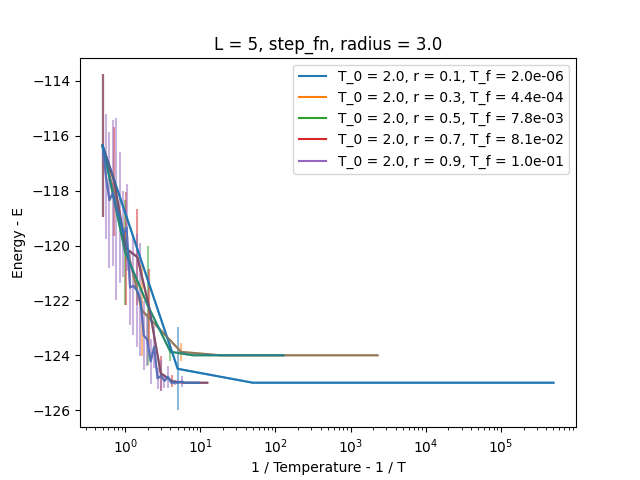 L = 5, step_fn, radius = 3.0
T_0 = 2.0, r = 0.1, T_f = 2.0e-06
T_0 = 2.0, r = 0.3, T_f = 4.4e-04
T_0 = 2.0, r = 0.5, T_f = 7.8e-03
T_0 = 2.0, r = 0.7, T_f = 8.1e-02
T_0 = 2.0, r = 0.9, T_f = 1.0e-01
Energy - E
−114
−116
−118
−120
−122
−124
−126
10⁰ 10¹ 10² 10³ 10⁴ 10⁵
1 / Temperature - 1 / T